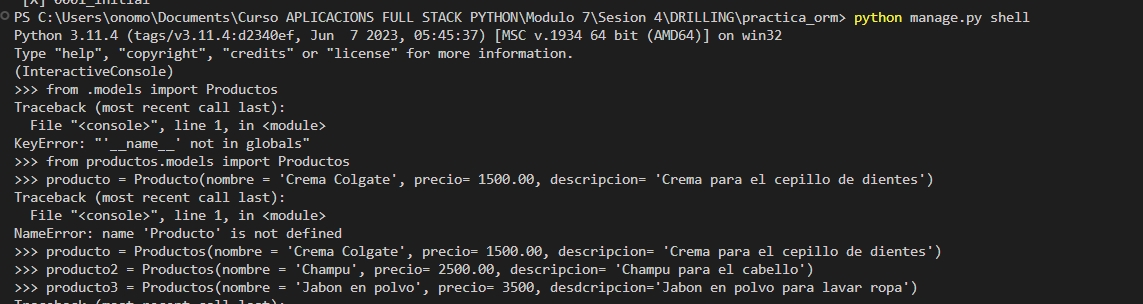 [X] 0001_initial
PS C:\Users\onomo\Documents\Curso APLICACIONS FULL STACK PYTHON\Modulo 7\Sesion 4\DRILLING\practica_orm> python manage.py shell
Python 3.11.4 (tags/v3.11.4:d2340ef, Jun  7 2023, 05:45:37) [MSC v.1934 64 bit (AMD64)] on win32
Type "help", "copyright", "credits" or "license" for more information.
(InteractiveConsole)
>>> from .models import Productos
Traceback (most recent call last):
  File "<console>", line 1, in <module>
KeyError: "'__name__' not in globals"
>>> from productos.models import Productos
>>> producto = Producto(nombre = 'Crema Colgate', precio= 1500.00, descripcion= 'Crema para el cepillo de dientes')
Traceback (most recent call last):
  File "<console>", line 1, in <module>
NameError: name 'Producto' is not defined
>>> producto = Productos(nombre = 'Crema Colgate', precio= 1500.00, descripcion= 'Crema para el cepillo de dientes')
>>> producto2 = Productos(nombre = 'Champu', precio= 2500.00, descripcion= 'Champu para el cabello')
>>> producto3 = Productos(nombre = 'Jabon en polvo', precio= 3500, desdcripcion='Jabon en polvo para lavar ropa')
Traceback (most recent call last):